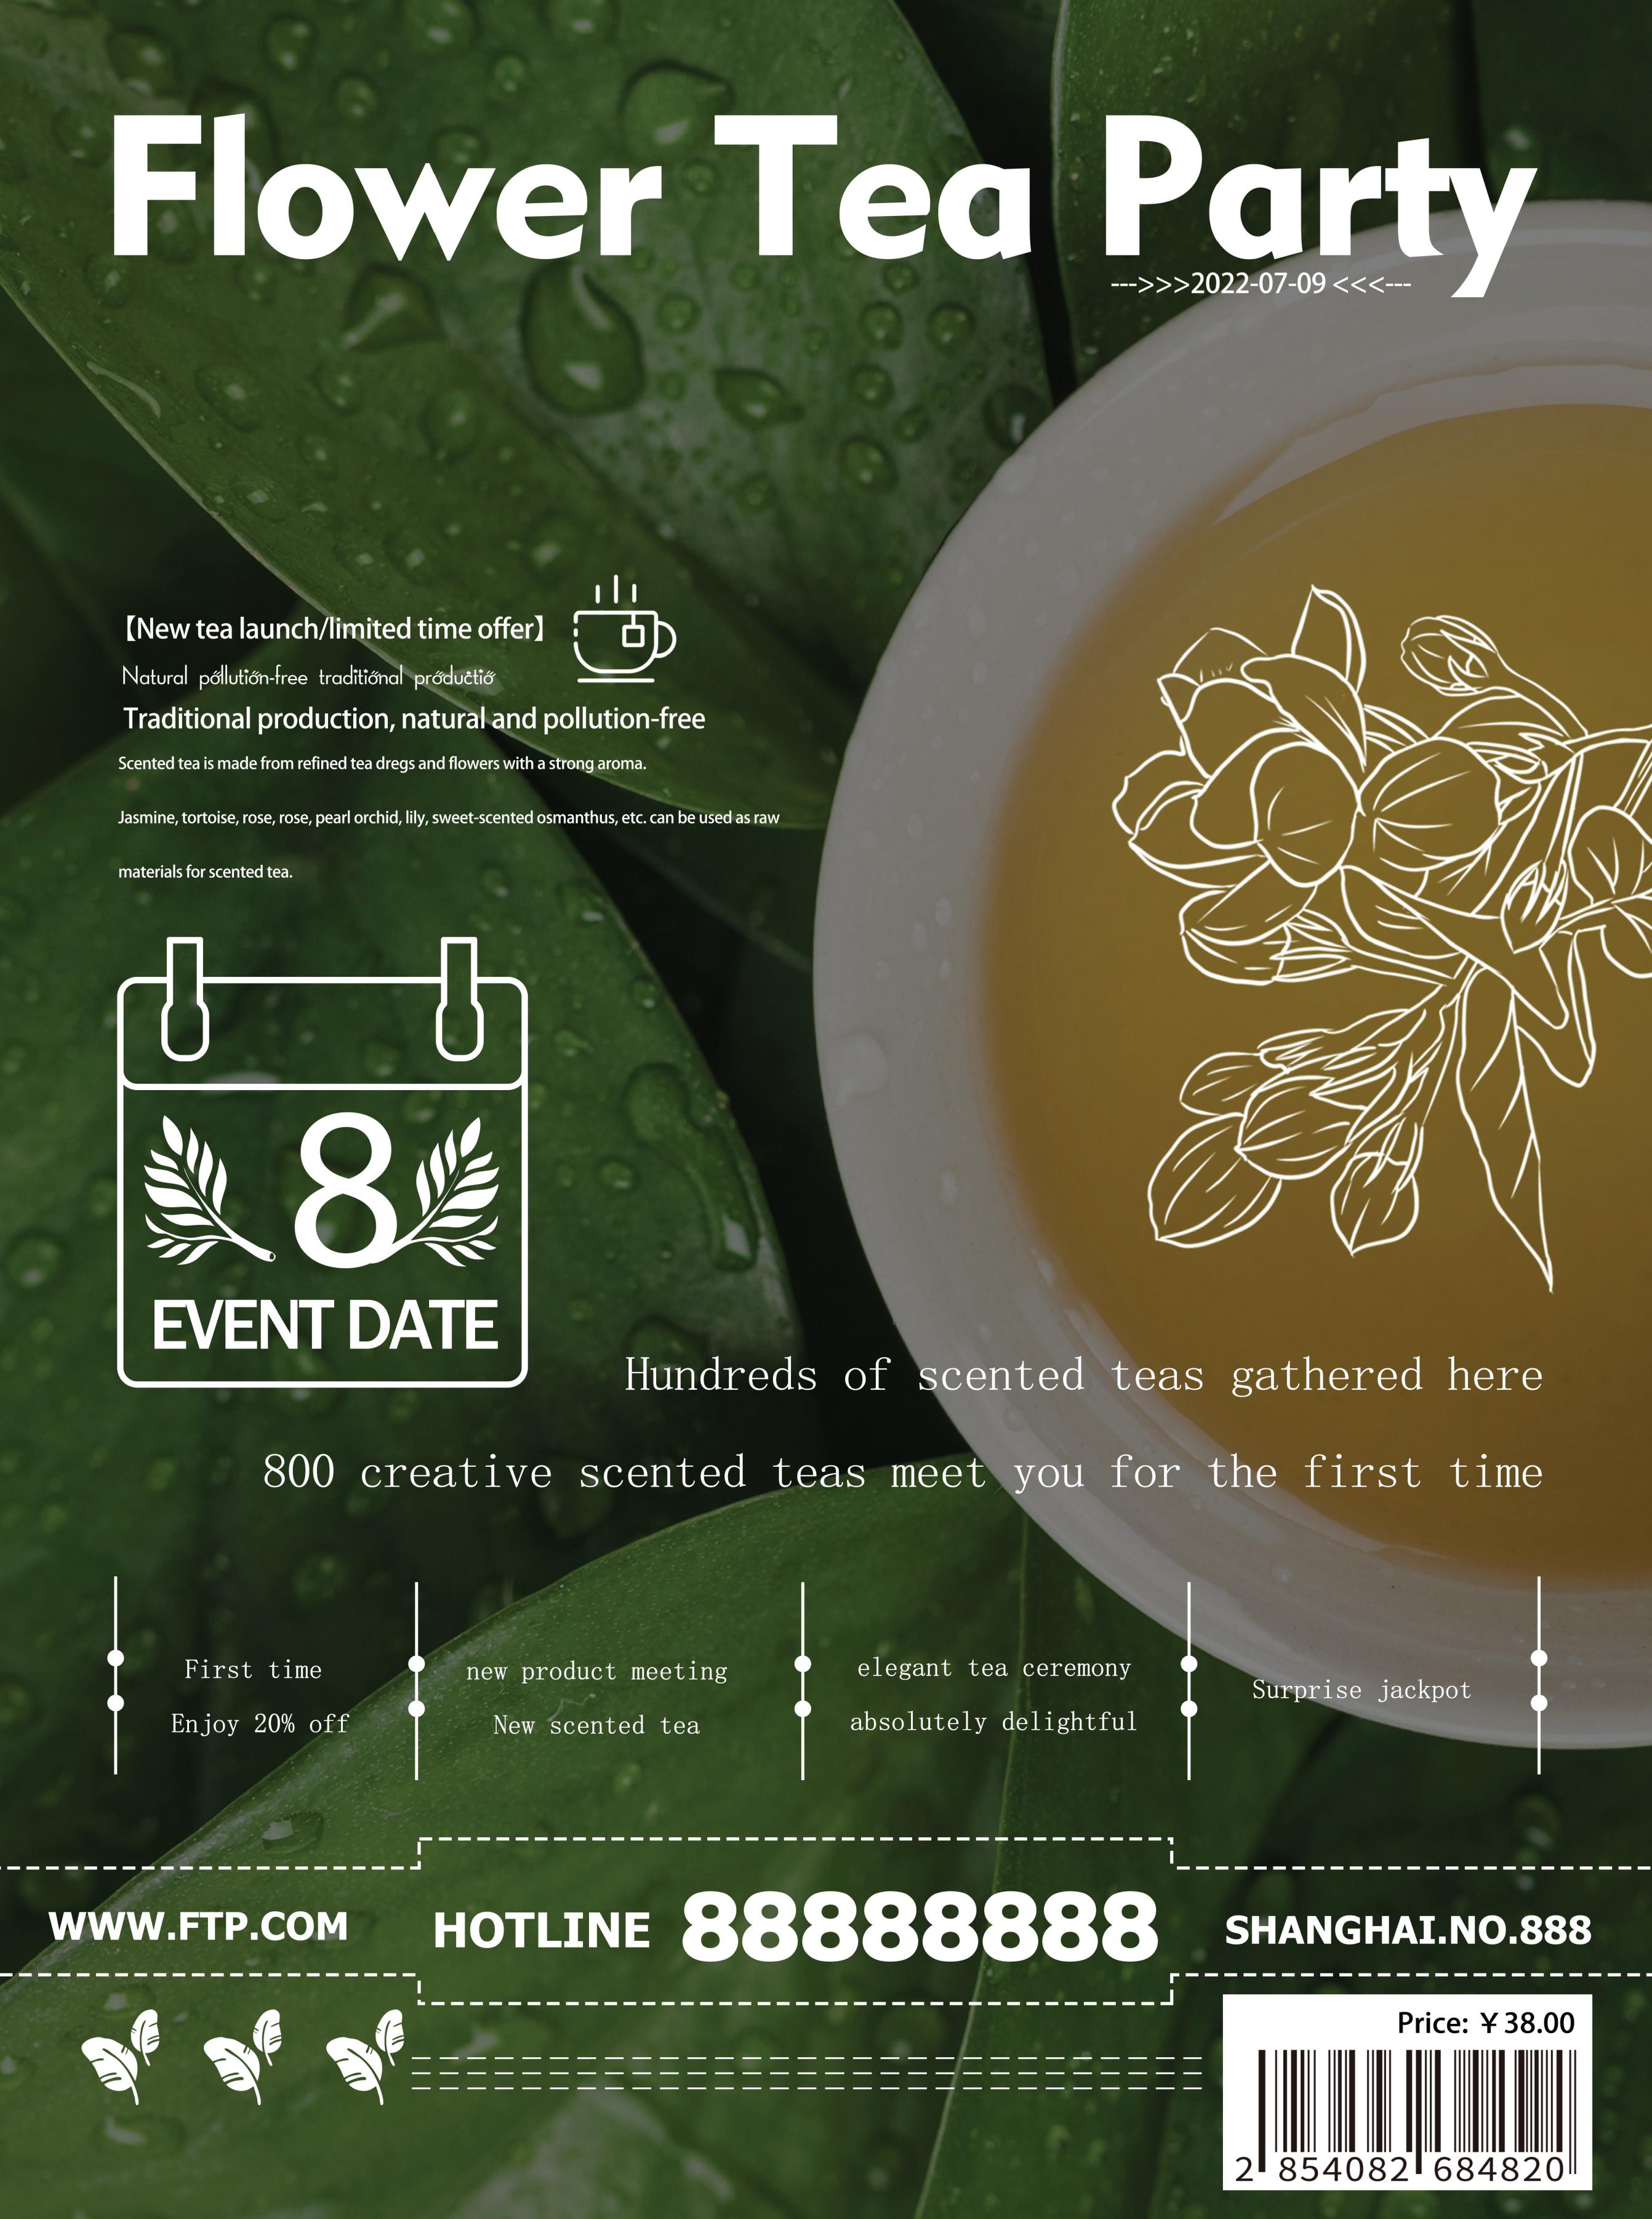 Flower Tea Party
--->>>2022-07-09 <<<---
【New tea launch/limited time offer】
Natural pollution-free traditional productio
Traditional production, natural and pollution-free
Scented tea is made from refined tea dregs and flowers with a strong aroma.
Jasmine, tortoise, rose, rose, pearl orchid, lily, sweet-scented osmanthus, etc. can be used as raw
materials for scented tea.
8
EVENT DATE
Hundreds of scented teas gathered here
800 creative scented teas meet you for the first time
First time
Enjoy 20% off
new product meeting
New scented tea
elegant tea ceremony
absolutely delightful
Surprise jackpot
WWW.FTP.COM
HOTLINE 88888888
SHANGHAI.NO.888
Price: ￥38.00
2 854082 684820